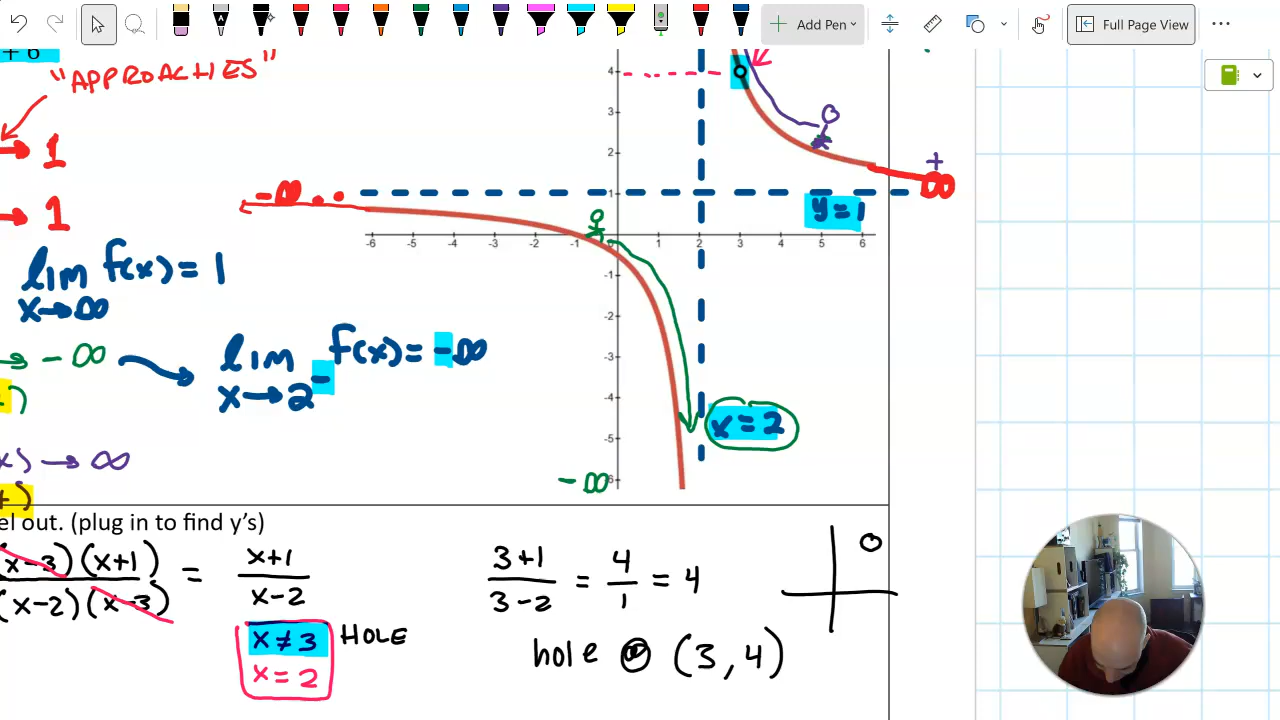 Add Pen
Full Page View
+ 6
"APPROACHES"
→ 1
→ 1
lim f(x) = 1
x→∞
→ -∞
lim f(x) = -∞
x→2-
)
x) → ∞
+)
4
3
2
1
-1
-2
-3
-4
-5
-6
-6 -5 -4 -3 -2 -1 0 1 2 3 4 5 6
-∞ . .
+
∞
y = 1
x = 2
-∞
el out. (plug in to find y's)
(x-3)(x+1) = x+1
(x-2)(x-3) x-2
x ≠ 3 HOLE
x = 2
3+1 = 4 = 4
3-2 1
hole @ (3, 4)